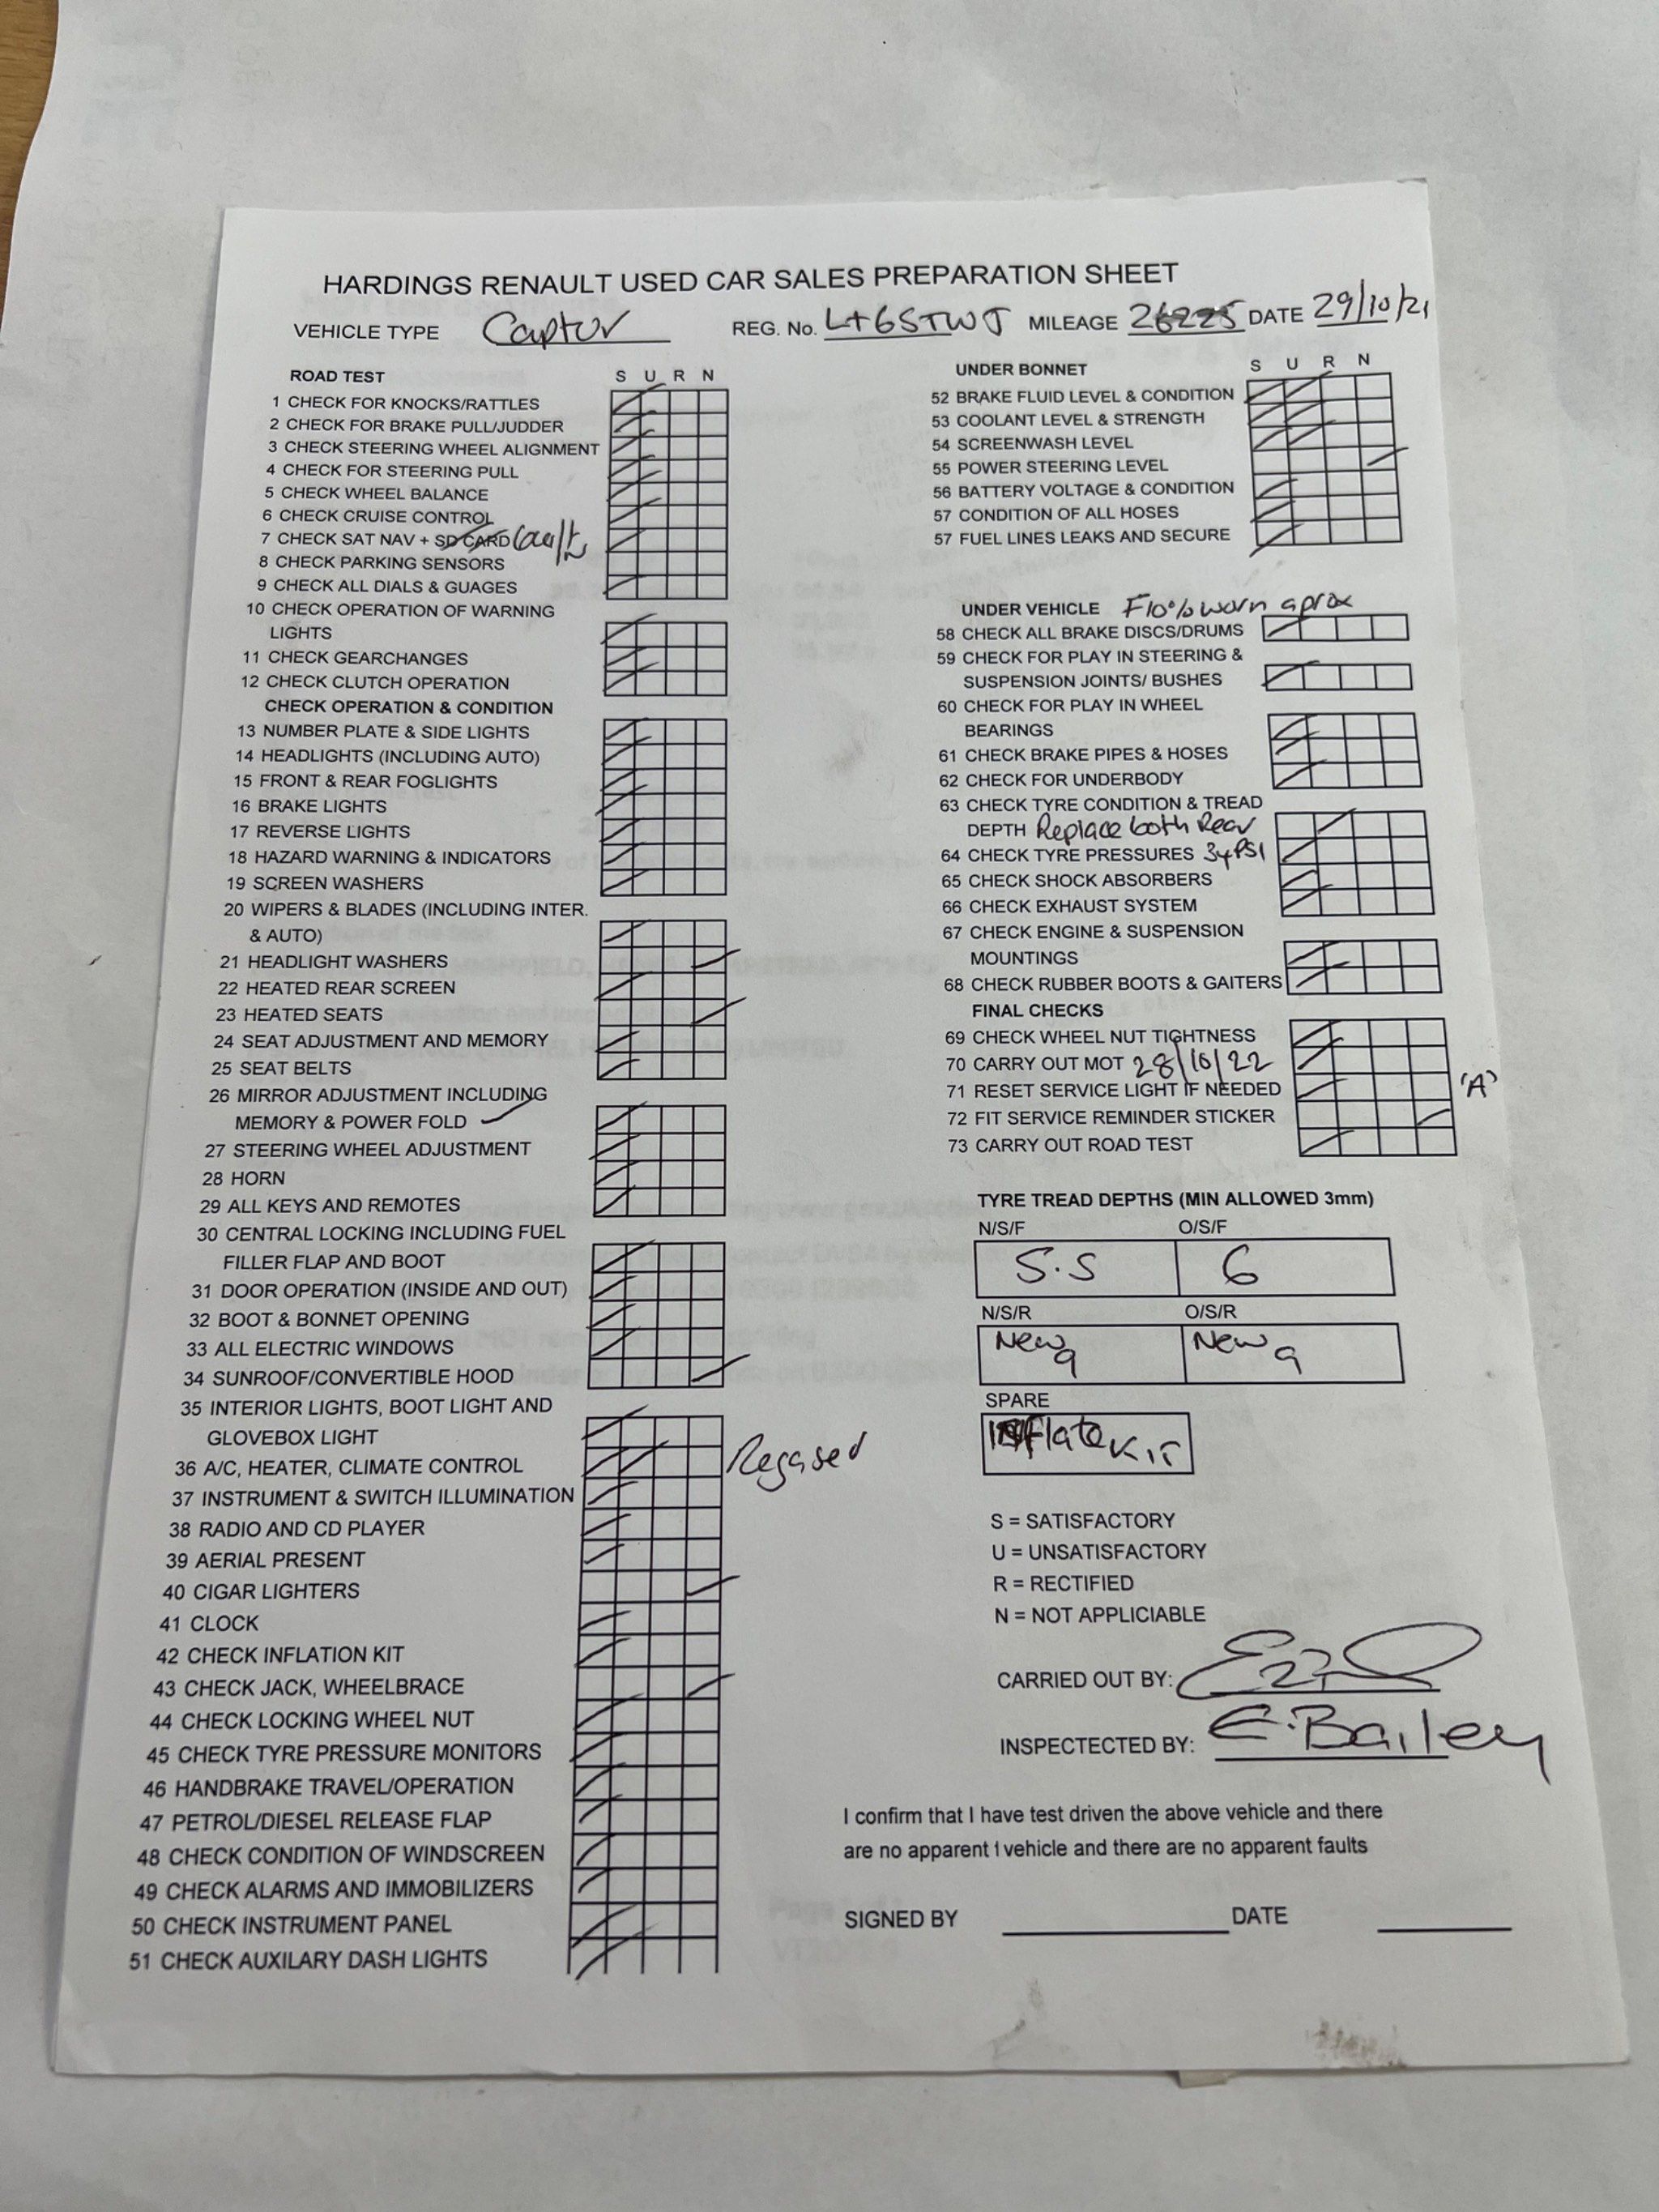 HARDINGS RENAULT USED CAR SALES PREPARATION SHEET
VEHICLE TYPE Captur REG. No. MILEAGE 26225 DATE 29/10/21
ROAD TEST S U R N
1 CHECK FOR KNOCKS/RATTLES
2 CHECK FOR BRAKE PULL/JUDDER
3 CHECK STEERING WHEEL ALIGNMENT
4 CHECK FOR STEERING PULL
5 CHECK WHEEL BALANCE
6 CHECK CRUISE CONTROL
7 CHECK SAT NAV + SD CARD
8 CHECK PARKING SENSORS
9 CHECK ALL DIALS & GUAGES
10 CHECK OPERATION OF WARNING
LIGHTS
11 CHECK GEARCHANGES
12 CHECK CLUTCH OPERATION
CHECK OPERATION & CONDITION
13 NUMBER PLATE & SIDE LIGHTS
14 HEADLIGHTS (INCLUDING AUTO)
15 FRONT & REAR FOGLIGHTS
16 BRAKE LIGHTS
17 REVERSE LIGHTS
18 HAZARD WARNING & INDICATORS
19 SCREEN WASHERS
20 WIPERS & BLADES (INCLUDING INTER.
& AUTO)
21 HEADLIGHT WASHERS
22 HEATED REAR SCREEN
23 HEATED SEATS
24 SEAT ADJUSTMENT AND MEMORY
25 SEAT BELTS
26 MIRROR ADJUSTMENT INCLUDING
MEMORY & POWER FOLD
27 STEERING WHEEL ADJUSTMENT
28 HORN
29 ALL KEYS AND REMOTES
30 CENTRAL LOCKING INCLUDING FUEL
FILLER FLAP AND BOOT
31 DOOR OPERATION (INSIDE AND OUT)
32 BOOT & BONNET OPENING
33 ALL ELECTRIC WINDOWS
34 SUNROOF/CONVERTIBLE HOOD
35 INTERIOR LIGHTS, BOOT LIGHT AND
GLOVEBOX LIGHT
36 A/C, HEATER, CLIMATE CONTROL Regased
37 INSTRUMENT & SWITCH ILLUMINATION
38 RADIO AND CD PLAYER
39 AERIAL PRESENT
40 CIGAR LIGHTERS
41 CLOCK
42 CHECK INFLATION KIT
43 CHECK JACK, WHEELBRACE
44 CHECK LOCKING WHEEL NUT
45 CHECK TYRE PRESSURE MONITORS
46 HANDBRAKE TRAVEL/OPERATION
47 PETROL/DIESEL RELEASE FLAP
48 CHECK CONDITION OF WINDSCREEN
49 CHECK ALARMS AND IMMOBILIZERS
50 CHECK INSTRUMENT PANEL
51 CHECK AUXILARY DASH LIGHTS
UNDER BONNET S U R N
52 BRAKE FLUID LEVEL & CONDITION
53 COOLANT LEVEL & STRENGTH
54 SCREENWASH LEVEL
55 POWER STEERING LEVEL
56 BATTERY VOLTAGE & CONDITION
57 CONDITION OF ALL HOSES
57 FUEL LINES LEAKS AND SECURE
UNDER VEHICLE F10% worn aprox
58 CHECK ALL BRAKE DISCS/DRUMS
59 CHECK FOR PLAY IN STEERING &
SUSPENSION JOINTS/ BUSHES
60 CHECK FOR PLAY IN WHEEL
BEARINGS
61 CHECK BRAKE PIPES & HOSES
62 CHECK FOR UNDERBODY
63 CHECK TYRE CONDITION & TREAD
DEPTH Replace both Rear
64 CHECK TYRE PRESSURES 34PSI
65 CHECK SHOCK ABSORBERS
66 CHECK EXHAUST SYSTEM
67 CHECK ENGINE & SUSPENSION
MOUNTINGS
68 CHECK RUBBER BOOTS & GAITERS
FINAL CHECKS
69 CHECK WHEEL NUT TIGHTNESS
70 CARRY OUT MOT 28/10/22
71 RESET SERVICE LIGHT IF NEEDED 'A'
72 FIT SERVICE REMINDER STICKER
73 CARRY OUT ROAD TEST
TYRE TREAD DEPTHS (MIN ALLOWED 3mm)
N/S/F O/S/F
5.5 6
N/S/R O/S/R
New 9 New 9
SPARE
Inflate KIT
S = SATISFACTORY
U = UNSATISFACTORY
R = RECTIFIED
N = NOT APPLICIABLE
CARRIED OUT BY:
INSPECTECTED BY: E.Bailey
I confirm that I have test driven the above vehicle and there
are no apparent f vehicle and there are no apparent faults
SIGNED BY DATE